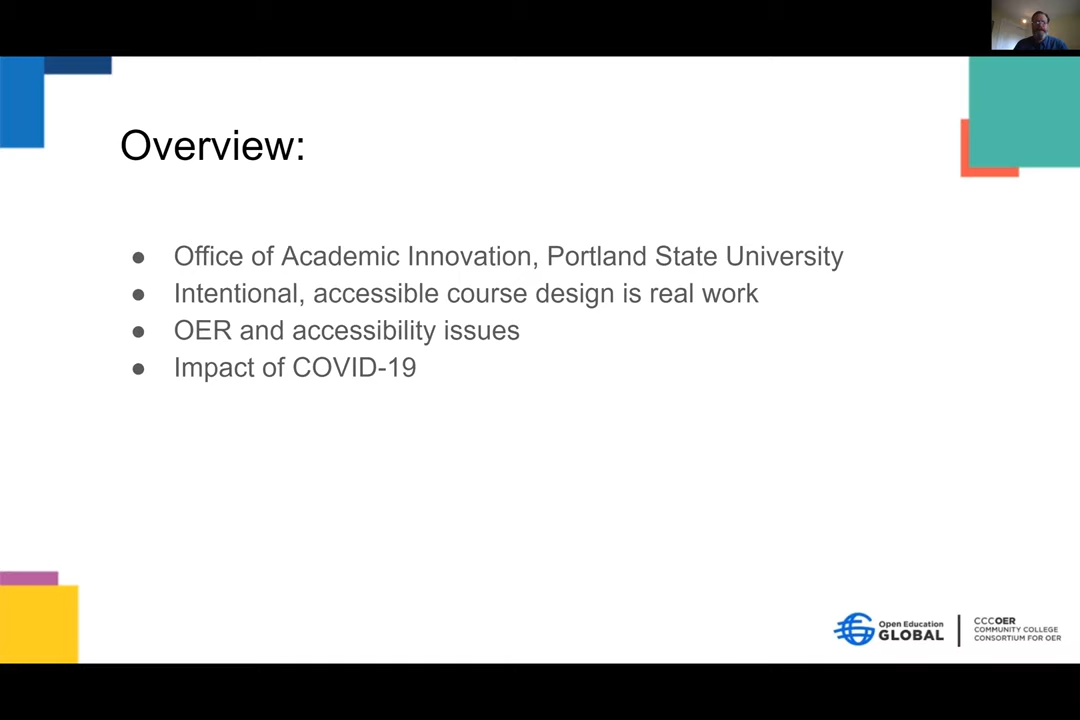 Overview:
● Office of Academic Innovation, Portland State University
● Intentional, accessible course design is real work
● OER and accessibility issues
● Impact of COVID-19
Open Education
GLOBAL
CCCOER
COMMUNITY COLLEGE
CONSORTIUM FOR OER